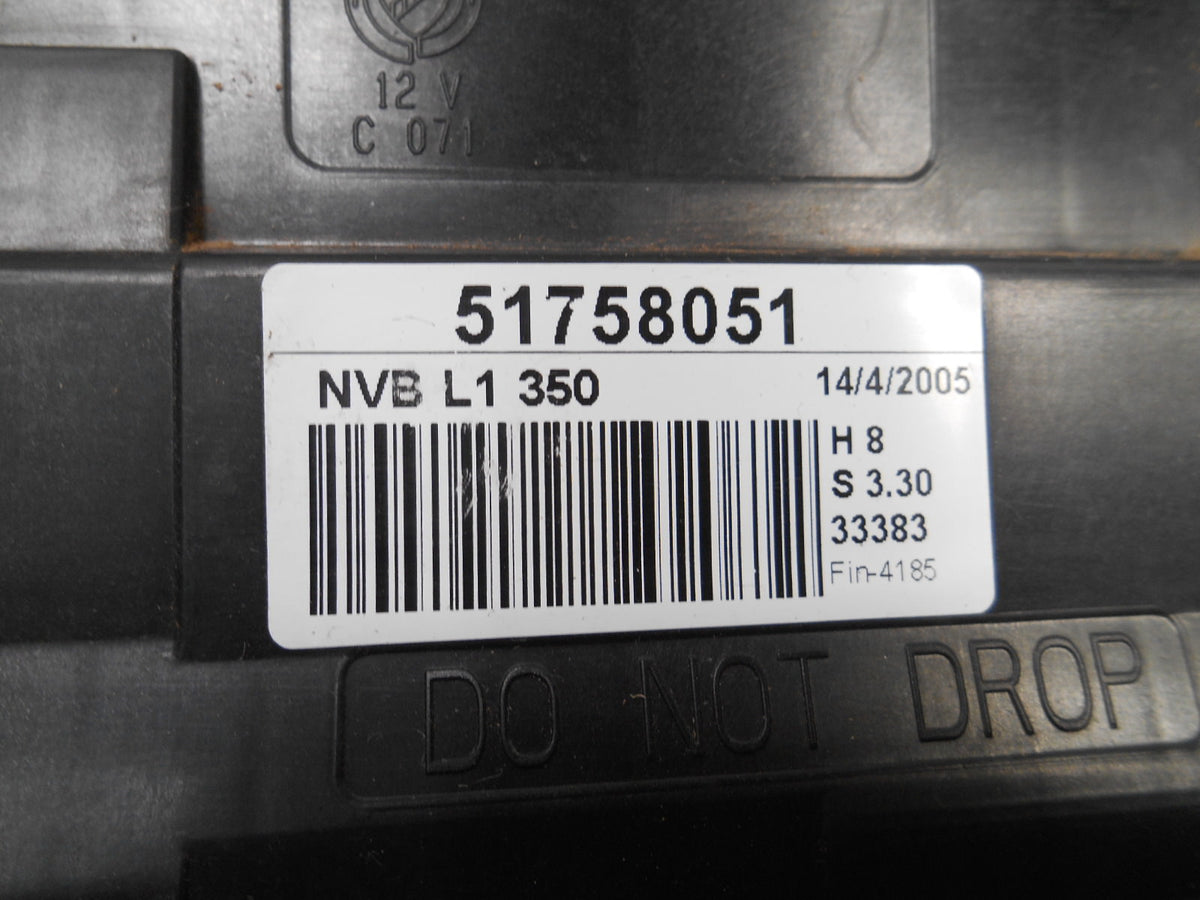 12 V
C 071
51758051
NVB L1 350
14/4/2005
H 8
S 3.30
33383
Fin-4185
DO NOT DROP